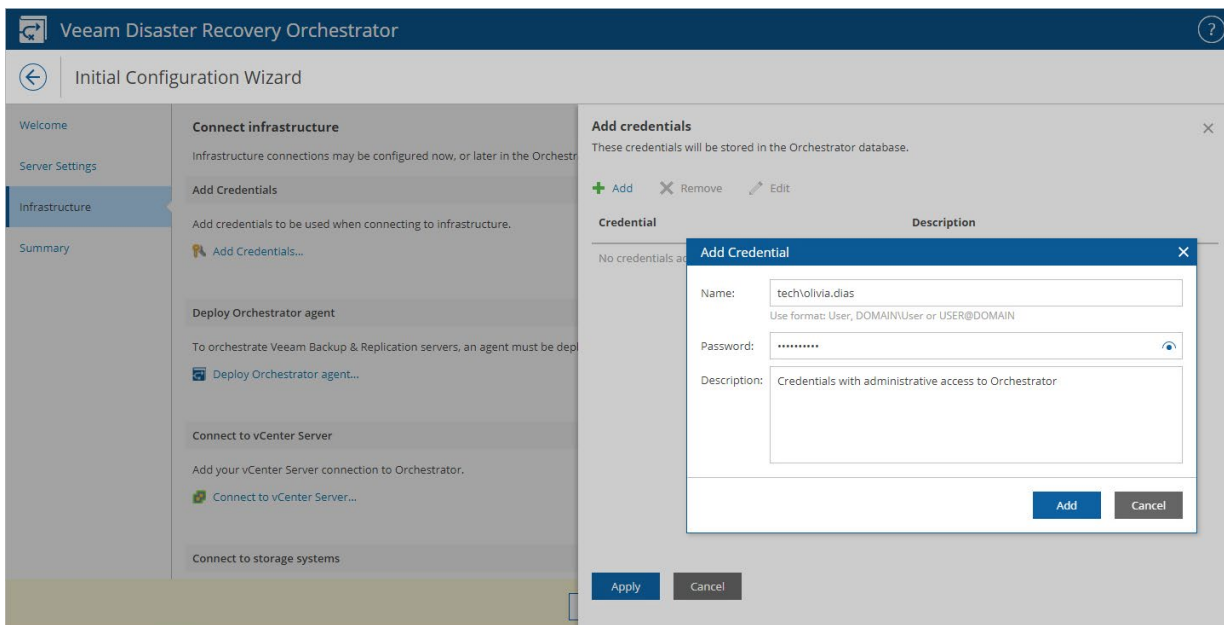 Veeam Disaster Recovery Orchestrator
?
Initial Configuration Wizard
Welcome
Server Settings
Infrastructure
Summary
Connect infrastructure
Infrastructure connections may be configured now, or later in the Orchestr
Add Credentials
Add credentials to be used when connecting to infrastructure.
Add Credentials...
Deploy Orchestrator agent
To orchestrate Veeam Backup & Replication servers, an agent must be depl
Deploy Orchestrator agent...
Connect to vCenter Server
Add your vCenter Server connection to Orchestrator.
Connect to vCenter Server...
Connect to storage systems
Add credentials
These credentials will be stored in the Orchestrator database.
Add Remove Edit
Credential Description
No credentials ad
Add Credential
Name: tech\olivia.dias
Use format: User, DOMAIN\User or USER@DOMAIN
Password: ••••••••••
Description: Credentials with administrative access to Orchestrator
Add Cancel
Apply Cancel